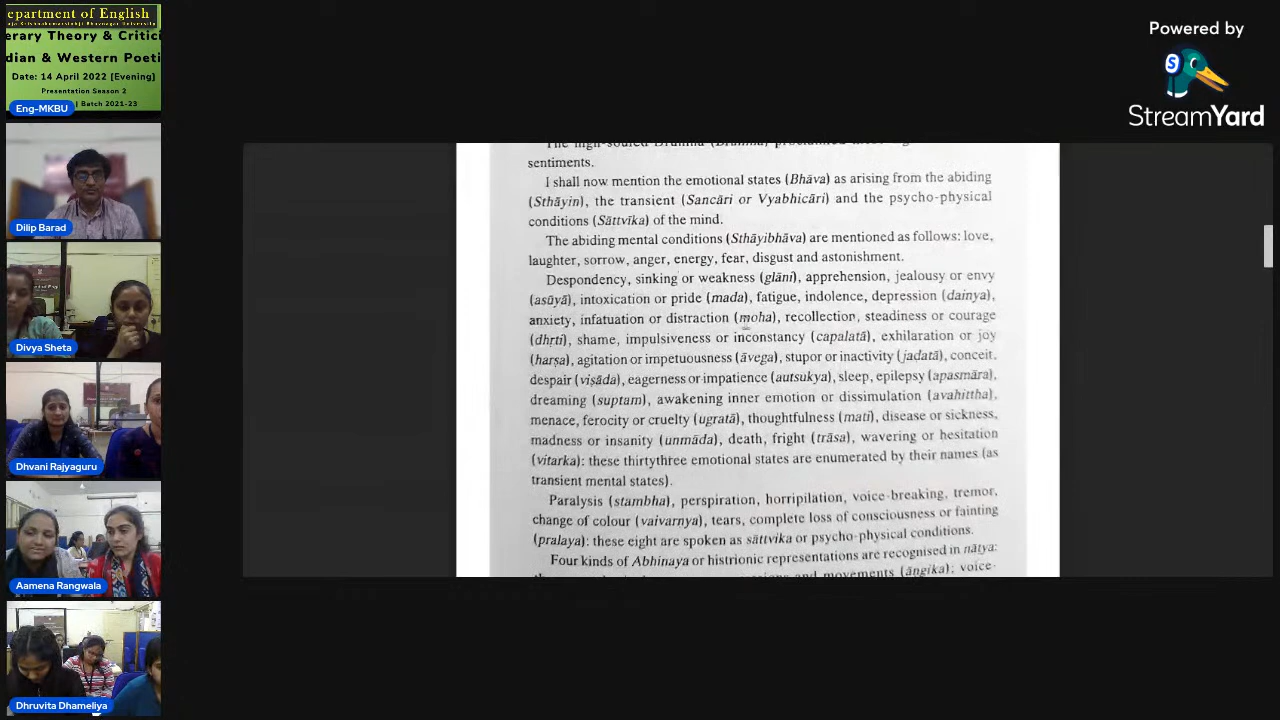 epartment of English
erary Theory & Critici
dian & Western Poeti
Date: 14 April 2022 [Evening]
Presentation Season 2
Batch 2021-23
Eng-MKBU
Dilip Barad
Divya Sheta
Dhvani Rajyaguru
Aamena Rangwala
Dhruvita Dhameliya
Powered by
StreamYard
sentiments.
I shall now mention the emotional states (Bhāva) as arising from the abiding
(Sthāyin), the transient (Sancāri or Vyabhicāri) and the psycho-physical
conditions (Sāttvīka) of the mind.
The abiding mental conditions (Sthāyibhāva) are mentioned as follows: love,
laughter, sorrow, anger, energy, fear, disgust and astonishment.
Despondency, sinking or weakness (glāni), apprehension, jealousy or envy
(asūyā), intoxication or pride (mada), fatigue, indolence, depression (dainya),
anxiety, infatuation or distraction (moha), recollection, steadiness or courage
(dhṛti), shame, impulsiveness or inconstancy (capalatā), exhilaration or joy
(harṣa), agitation or impetuousness (āvega), stupor or inactivity (jaḍatā), conceit,
despair (viṣāda), eagerness or impatience (autsukya), sleep, epilepsy (apasmāra),
dreaming (suptam), awakening inner emotion or dissimulation (avahittha),
menace, ferocity or cruelty (ugratā), thoughtfulness (mati), disease or sickness,
madness or insanity (unmāda), death, fright (trāsa), wavering or hesitation
(vitarka): these thirtythree emotional states are enumerated by their names (as
transient mental states).
Paralysis (stambha), perspiration, horripilation, voice-breaking, tremor,
change of colour (vaivarnya), tears, complete loss of consciousness or fainting
(pralaya): these eight are spoken as sāttvika or psycho-physical conditions.
Four kinds of Abhinaya or histrionic representations are recognised in nāṭya:
and movements (āngika); voice-